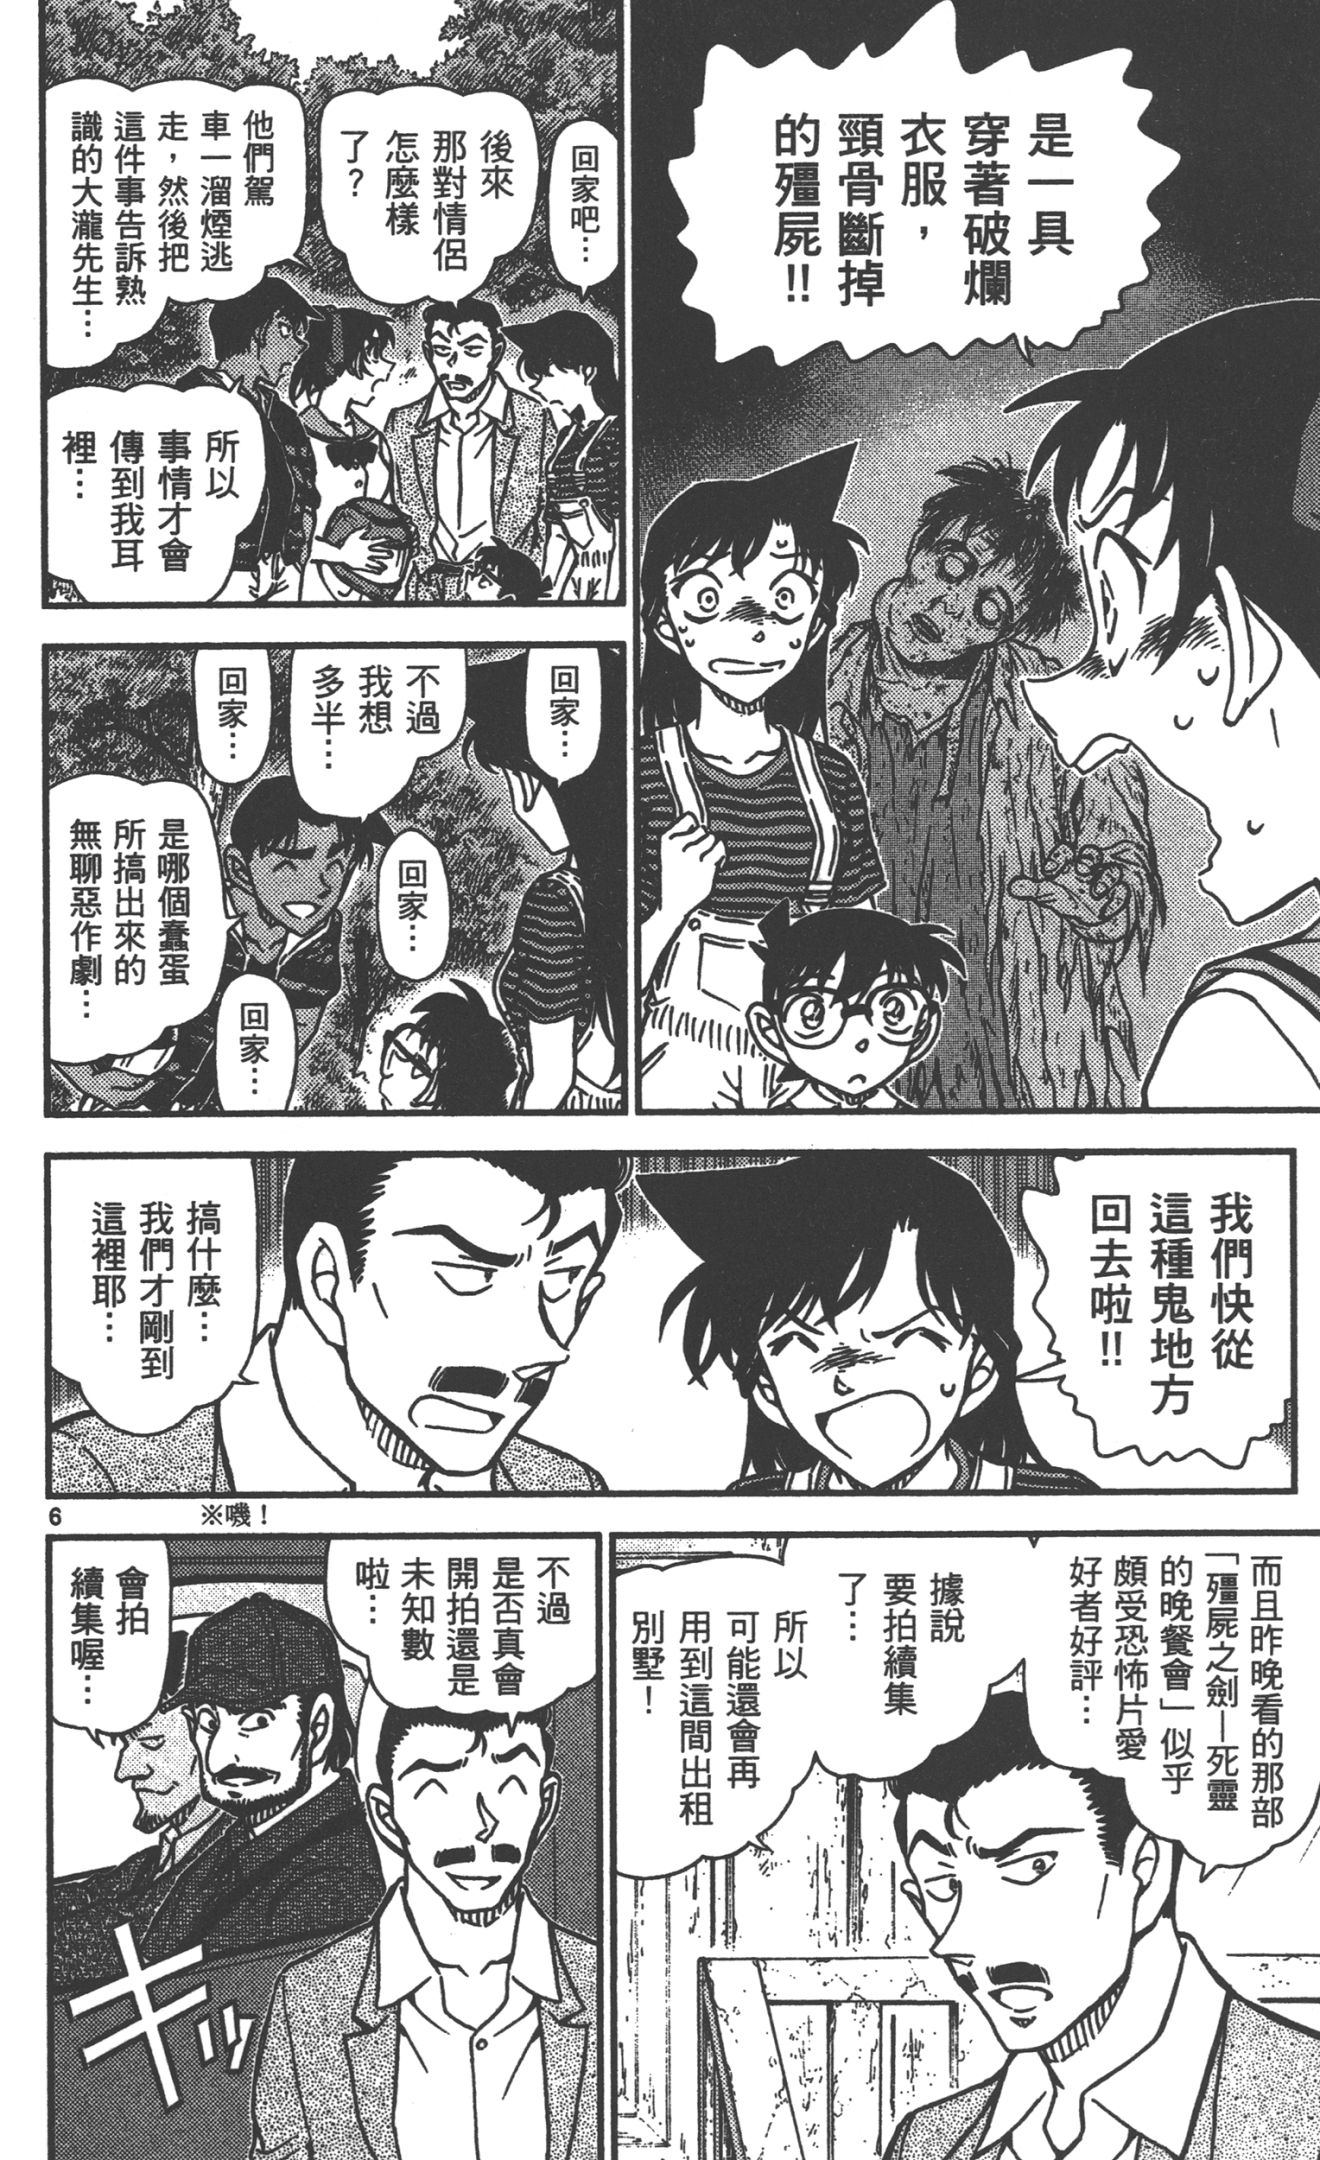 是一具
穿著破爛
衣服，
頸骨斷掉
的殭屍!!
回家吧…
後來
那對情侶
怎麼樣
了？
他們駕
車一溜煙逃
走，然後把
這件事告訴熟
識的大瀧先生…
所以
事情才會
傳到我耳
裡…
回家…
不過
我想
多半…
回家…
回家…
是哪個蠢蛋
所搞出來的
無聊惡作劇…
回家…
我們快從
這種鬼地方
回去啦!!
搞什麼…
我們才剛到
這裡耶…
6
※嘰！
而且昨晚看的那部
「殭屍之劍—死靈
的晚餐會」似乎
頗受恐怖片愛
好者好評…
據說
要拍續集
了…
所以
可能還會再
用到這間出租
別墅！
不過
是否真會
開拍還是
未知數
啦…
會拍
續集喔…
キッ